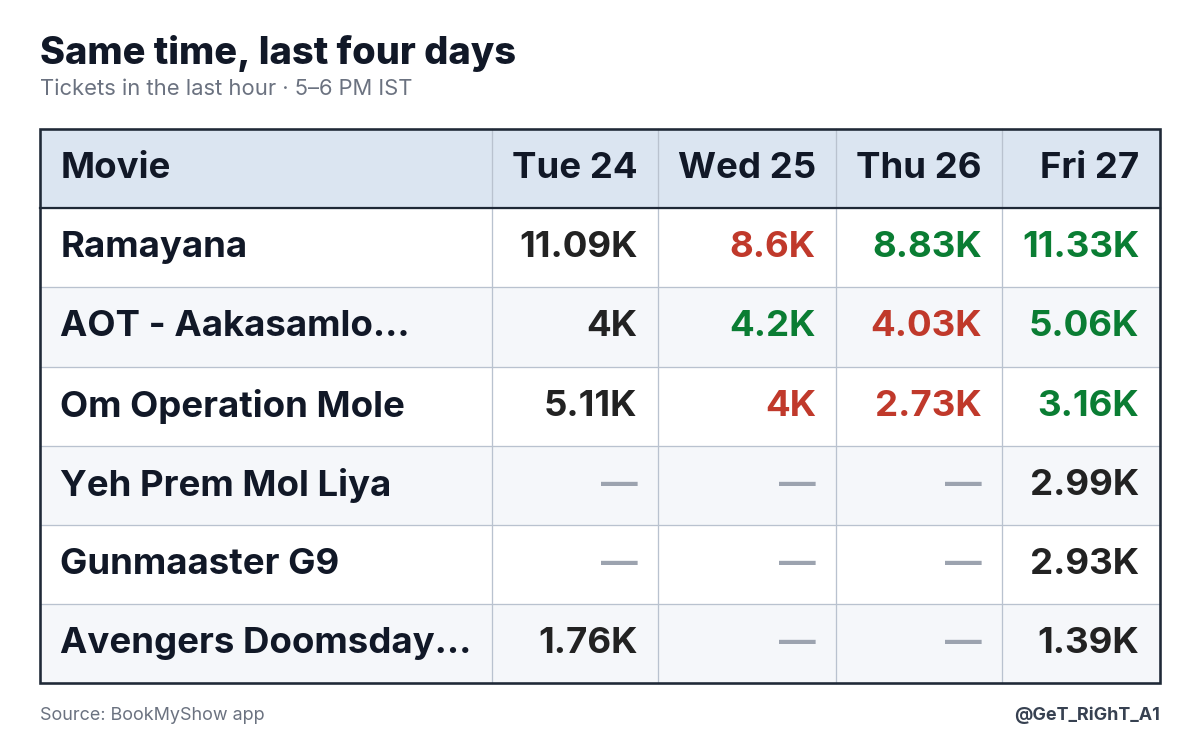 Same time, last four days
Tickets in the last hour · 5–6 PM IST
Movie Tue 24 Wed 25 Thu 26 Fri 27
Ramayana 11.09K 8.6K 8.83K 11.33K
AOT - Aakasamlo... 4K 4.2K 4.03K 5.06K
Om Operation Mole 5.11K 4K 2.73K 3.16K
Yeh Prem Mol Liya — — — 2.99K
Gunmaaster G9 — — — 2.93K
Avengers Doomsday... 1.76K — — 1.39K
Source: BookMyShow app @GeT_RiGhT_A1